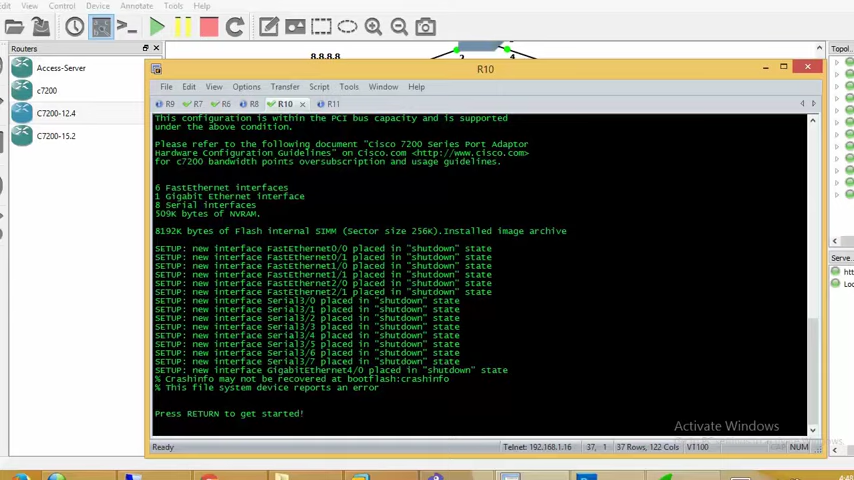 dit View Control Device Annotate Tools Help
Routers
Topol..
8.8.8.8
2
4
Access-Server
c7200
C7200-12.4
C7200-15.2
R10
File Edit View Options Transfer Script Tools Window Help
R9 R7 R6 R8 R10 R11
This configuration is within the PCI bus capacity and is supported
under the above condition.
Please refer to the following document "Cisco 7200 Series Port Adaptor
Hardware Configuration Guidelines" on Cisco.com <http://www.cisco.com>
for c7200 bandwidth points oversubscription and usage guidelines.
6 FastEthernet interfaces
1 Gigabit Ethernet interface
8 Serial interfaces
509K bytes of NVRAM.
8192K bytes of Flash internal SIMM (Sector size 256K).Installed image archive
SETUP: new interface FastEthernet0/0 placed in "shutdown" state
SETUP: new interface FastEthernet0/1 placed in "shutdown" state
SETUP: new interface FastEthernet1/0 placed in "shutdown" state
SETUP: new interface FastEthernet1/1 placed in "shutdown" state
SETUP: new interface FastEthernet2/0 placed in "shutdown" state
SETUP: new interface FastEthernet2/1 placed in "shutdown" state
SETUP: new interface Serial3/0 placed in "shutdown" state
SETUP: new interface Serial3/1 placed in "shutdown" state
SETUP: new interface Serial3/2 placed in "shutdown" state
SETUP: new interface Serial3/3 placed in "shutdown" state
SETUP: new interface Serial3/4 placed in "shutdown" state
SETUP: new interface Serial3/5 placed in "shutdown" state
SETUP: new interface Serial3/6 placed in "shutdown" state
SETUP: new interface Serial3/7 placed in "shutdown" state
SETUP: new interface GigabitEthernet4/0 placed in "shutdown" state
% Crashinfo may not be recovered at bootflash:crashinfo
% This file system device reports an error
Press RETURN to get started!
Serve...
htt
Loc
Activate Windows
Ready
Telnet: 192.168.1.16 37, 1 37 Rows, 122 Cols VT100 CAP NUM